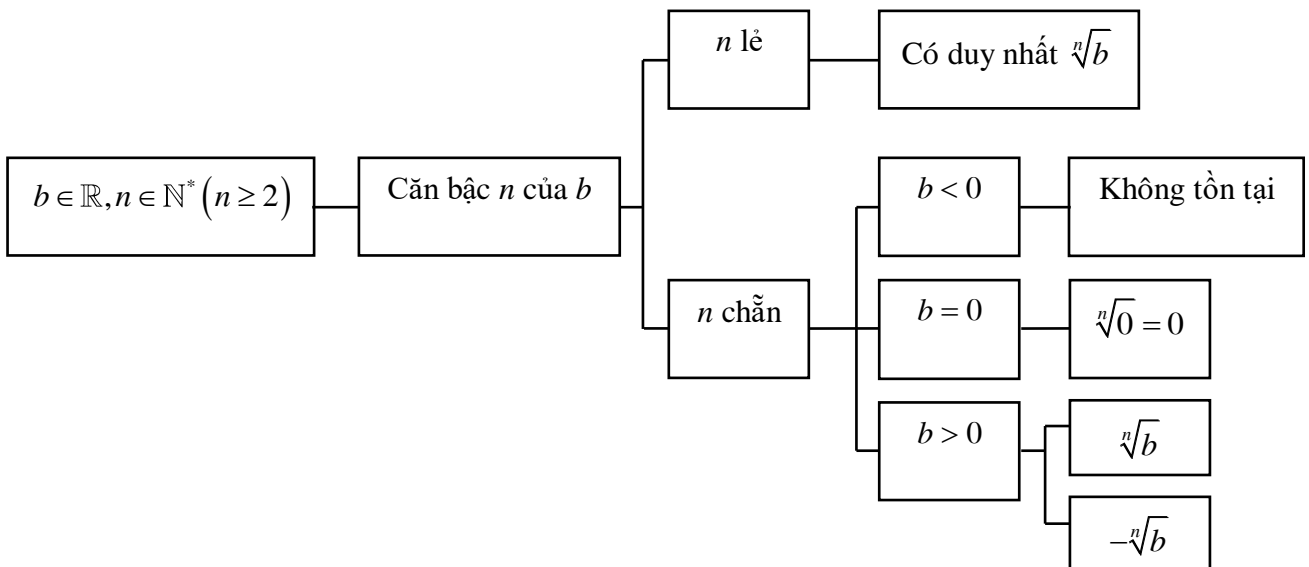 n lẻ
Có duy nhất ⁿ√b
b ∈ ℝ, n ∈ ℕ* (n ≥ 2)
Căn bậc n của b
b < 0
Không tồn tại
n chẵn
b = 0
ⁿ√0 = 0
b > 0
ⁿ√b
−ⁿ√b